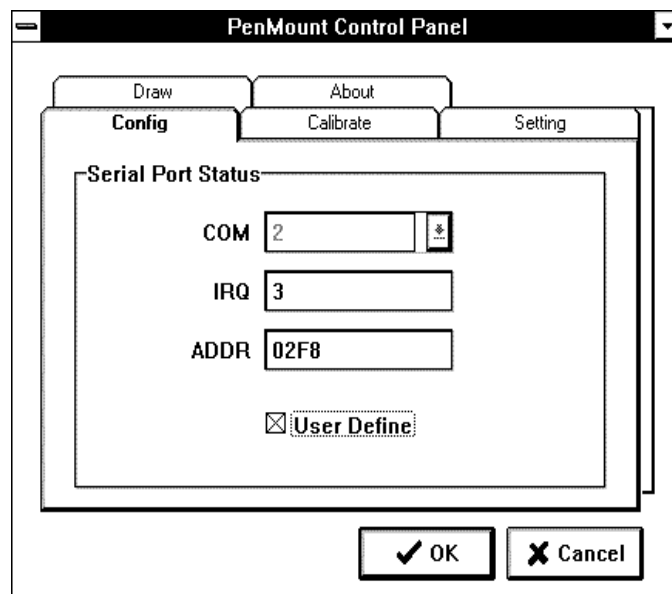 PenMount Control Panel
Draw About
Config Calibrate Setting
Serial Port Status
COM 2
IRQ 3
ADDR 02F8
User Define
OK Cancel